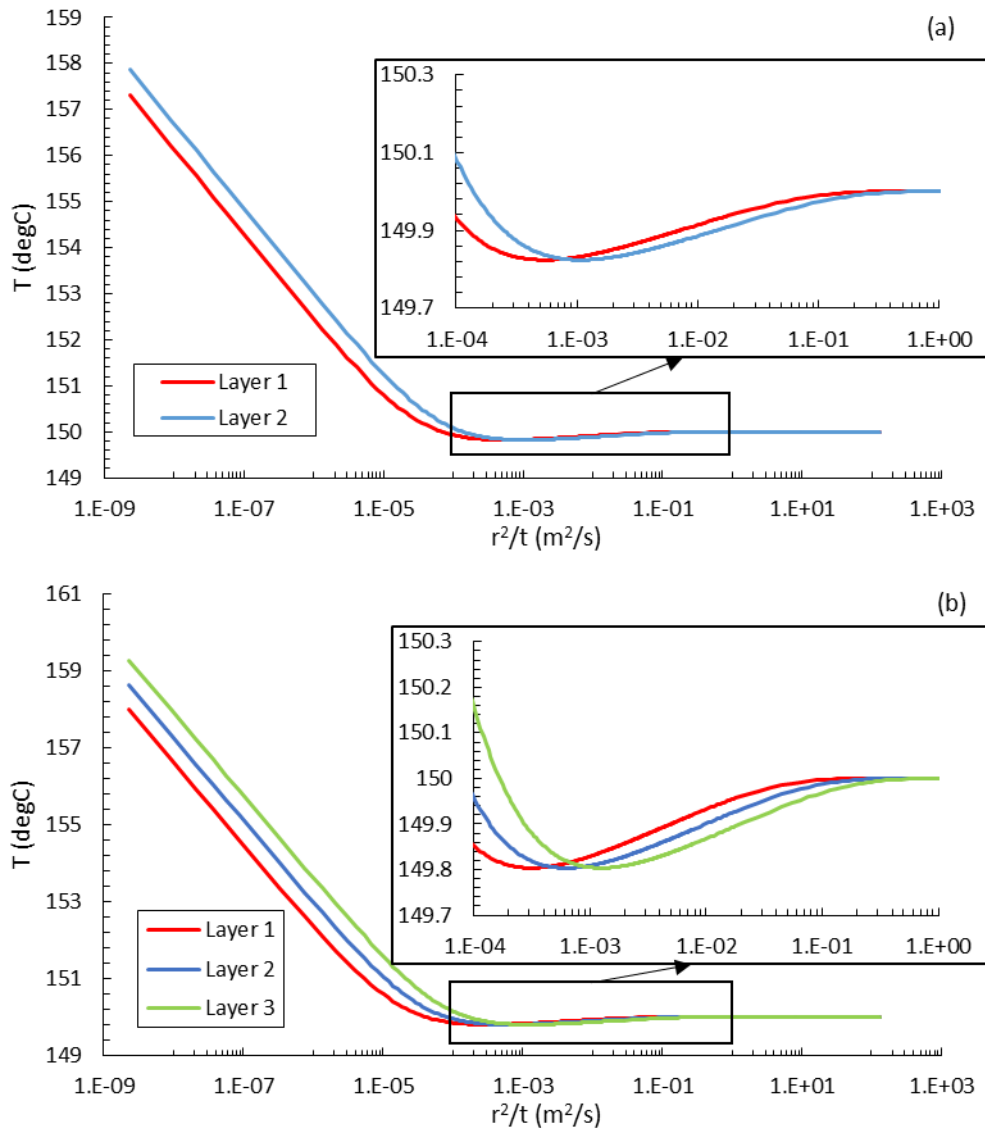 (a)
159
158
157
156
155
154
153
152
151
150
149
T (degC)
1.E-09 1.E-07 1.E-05 1.E-03 1.E-01 1.E+01 1.E+03
r²/t (m²/s)
Layer 1
Layer 2
150.3
150.1
149.9
149.7
1.E-04 1.E-03 1.E-02 1.E-01 1.E+00
(b)
161
159
157
155
153
151
149
T (degC)
1.E-09 1.E-07 1.E-05 1.E-03 1.E-01 1.E+01 1.E+03
r²/t (m²/s)
Layer 1
Layer 2
Layer 3
150.3
150.2
150.1
150
149.9
149.8
149.7
1.E-04 1.E-03 1.E-02 1.E-01 1.E+00